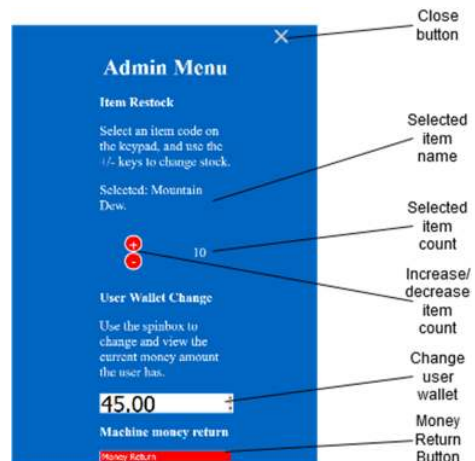 Close
button
Admin Menu
Item Restock
Select an item code on
the keypad, and use the
+/- keys to change stock.
Selected: Mountain
Dew.
Selected
item
name
+
-
10
Selected
item
count
Increase/
decrease
item
count
User Wallet Change
Use the spinbox to
change and view the
current money amount
the user has.
45.00
Change
user
wallet
Machine money return
Money Return
Money
Return
Button